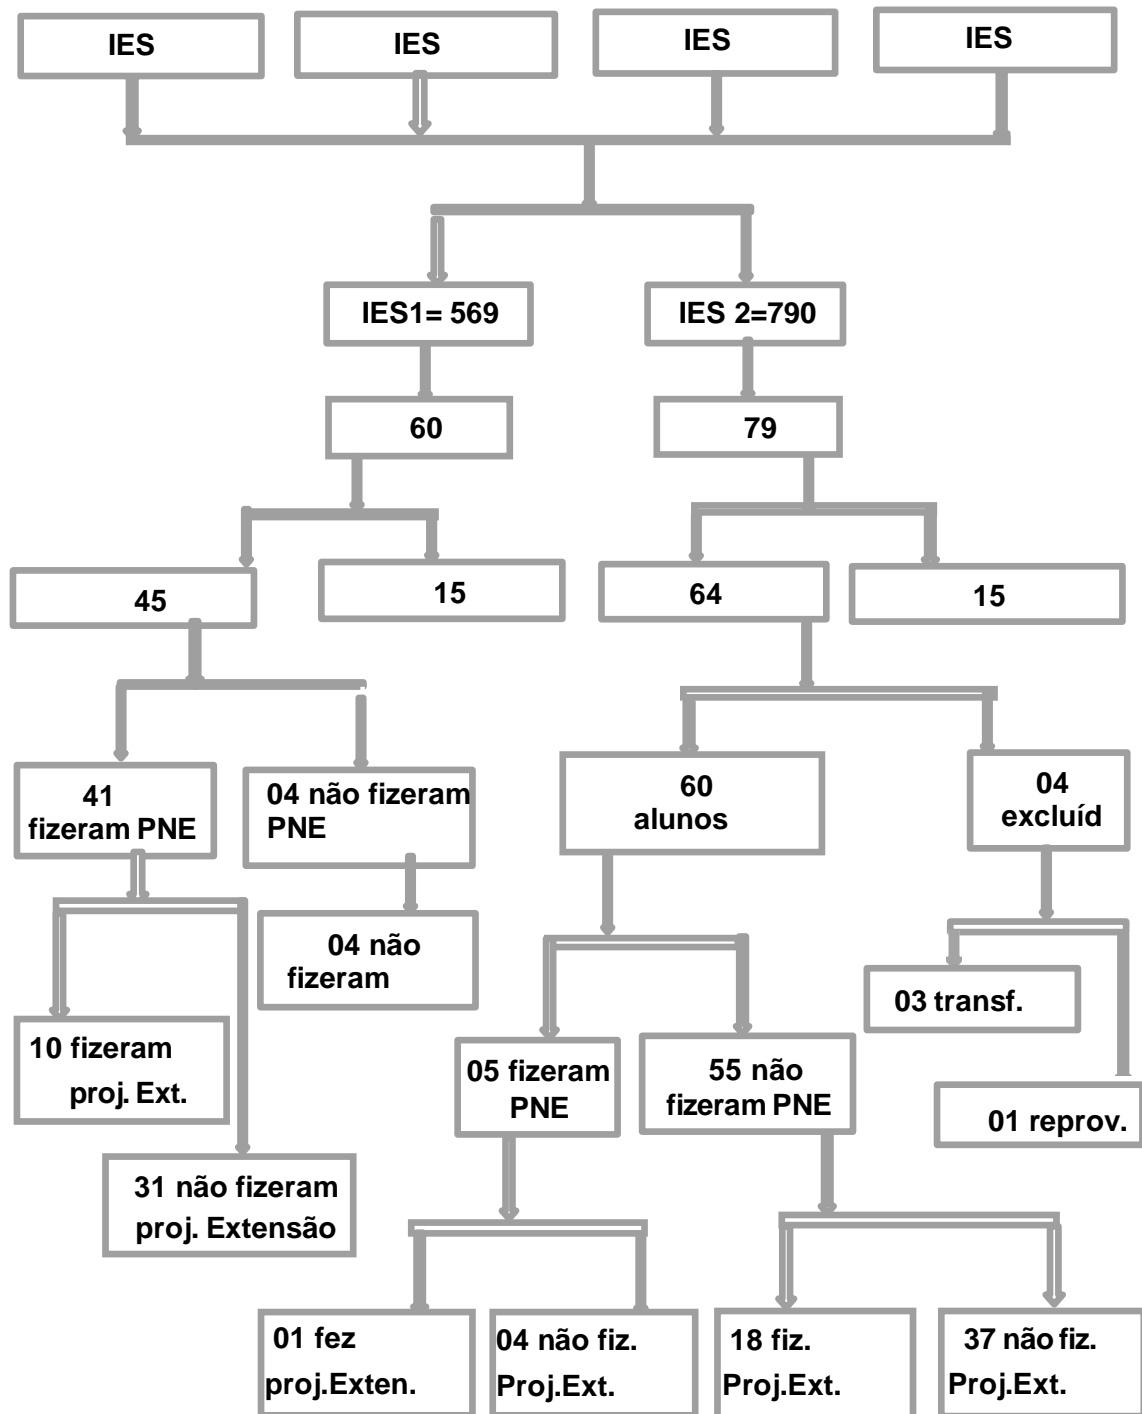 IES
IES
IES
IES
IES1= 569
IES 2=790
60
79
45
15
64
15
41
fizeram PNE
04 não fizeram
PNE
60
alunos
04
excluíd
04 não
fizeram
03 transf.
10 fizeram
proj. Ext.
05 fizeram
PNE
55 não
fizeram PNE
01 reprov.
31 não fizeram
proj. Extensão
01 fez
proj.Exten.
04 não fiz.
Proj.Ext.
18 fiz.
Proj.Ext.
37 não fiz.
Proj.Ext.